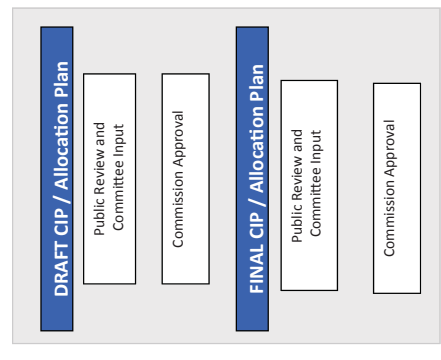 DRAFT CIP / Allocation Plan
Public Review and
Committee Input
Commission Approval
FINAL CIP / Allocation Plan
Public Review and
Committee Input
Commission Approval